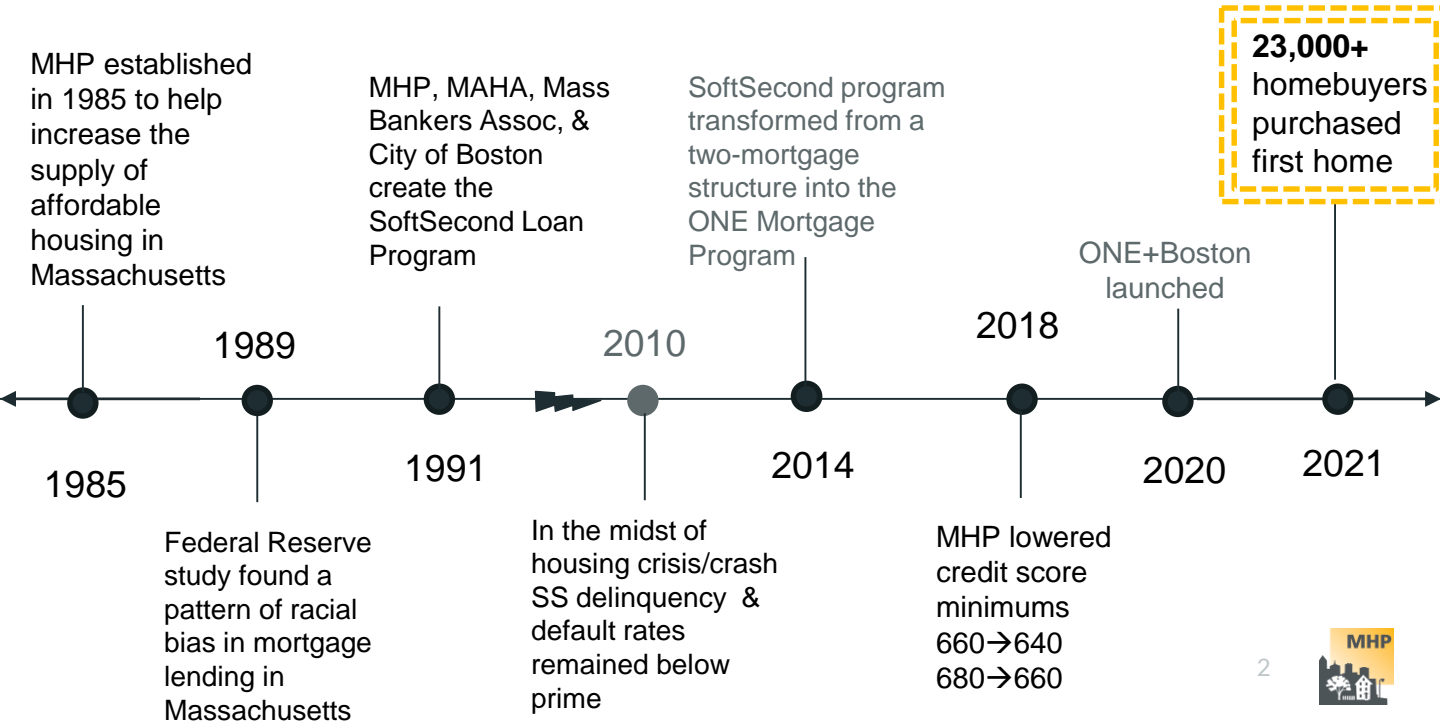 MHP established
in 1985 to help
increase the
supply of
affordable
housing in
Massachusetts
1985
1989
Federal Reserve
study found a
pattern of racial
bias in mortgage
lending in
Massachusetts
MHP, MAHA, Mass
Bankers Assoc, &
City of Boston
create the
SoftSecond Loan
Program
1991
2010
In the midst of
housing crisis/crash
SS delinquency  &
default rates
remained below
prime
SoftSecond program
transformed from a
two-mortgage
structure into the
ONE Mortgage
Program
2014
2018
MHP lowered
credit score
minimums
660→640
680→660
ONE+Boston
launched
2020
23,000+
homebuyers
purchased
first home
2021
2
MHP